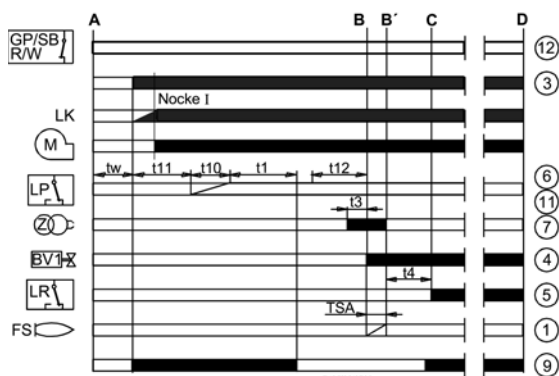 A B B´ C D
GP/SB
R/W
12
3
Nocke I
LK
M
tw t11 t10 t1 t12
6
LP
11
t3
Z
7
BV1
4
t4
LR
5
TSA
FS
1
9